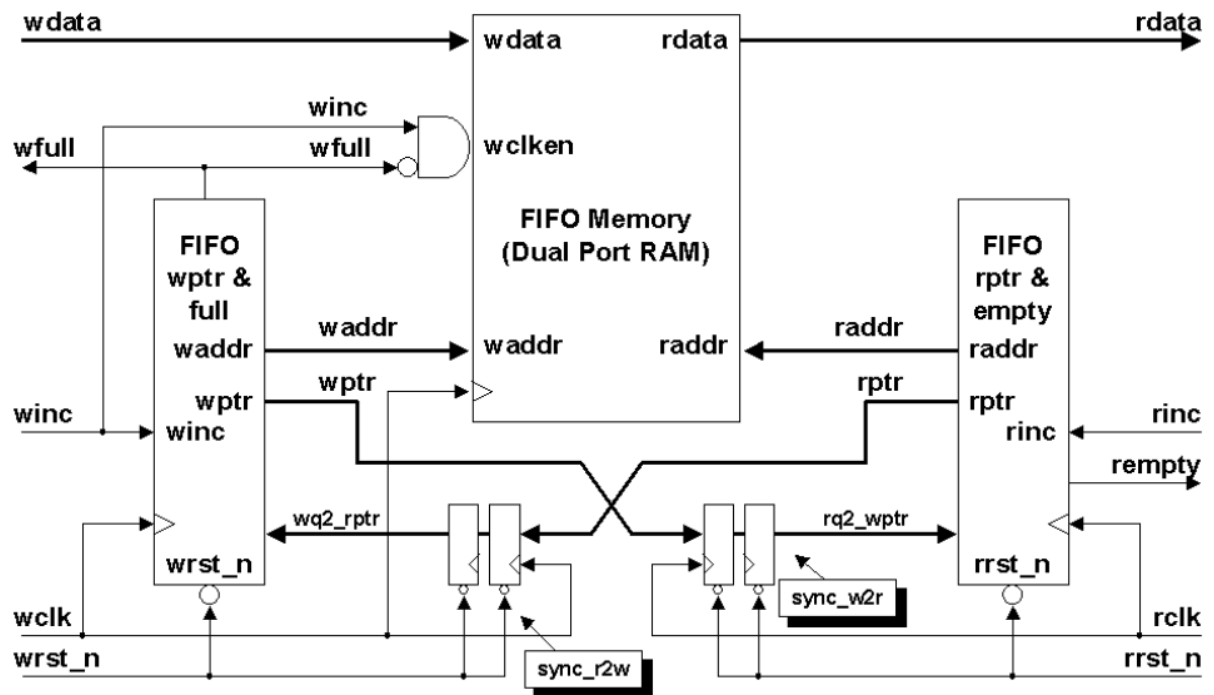 wdata
rdata
wdata
rdata
winc
wclken
wfull
wfull
FIFO Memory
(Dual Port RAM)
FIFO
wptr &
full
FIFO
rptr &
empty
waddr
raddr
waddr
waddr
raddr
raddr
wptr
rptr
wptr
rptr
winc
winc
rinc
rinc
rempty
wq2_rptr
rq2_wptr
wrst_n
rrst_n
sync_w2r
wclk
rclk
wrst_n
sync_r2w
rrst_n